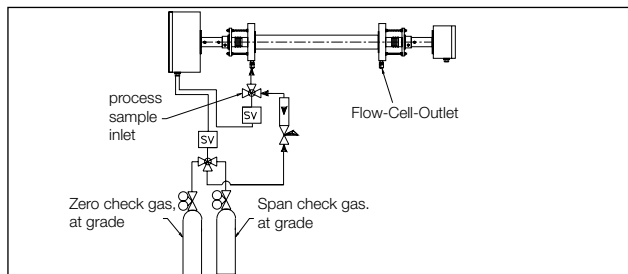 process
sample
inlet
Flow-Cell-Outlet
SV
SV
Zero check gas,
at grade
Span check gas.
at grade